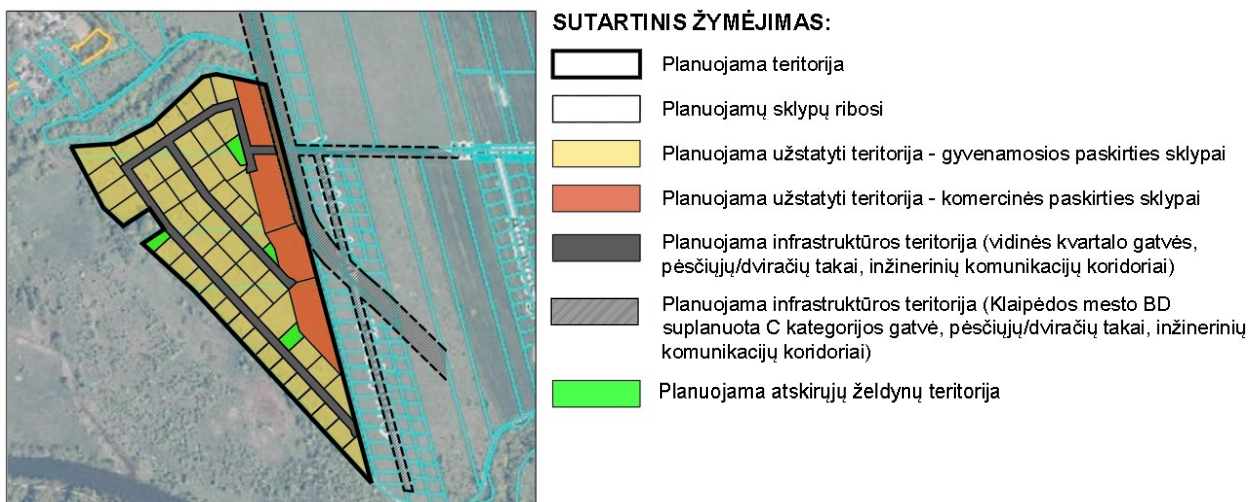 SUTARTINIS ŽYMĖJIMAS:
Planuojama teritorija
Planuojamų sklypų ribosi
Planuojama užstatyti teritorija - gyvenamosios paskirties sklypai
Planuojama užstatyti teritorija - komercinės paskirties sklypai
Planuojama infrastruktūros teritorija (vidinės kvartalo gatvės,
pėsčiųjų/dviračių takai, inžinerinių komunikacijų koridoriai)
Planuojama infrastruktūros teritorija (Klaipėdos mesto BD
suplanuota C kategorijos gatvė, pėsčiųjų/dviračių takai, inžinerinių
komunikacijų koridoriai)
Planuojama atskirųjų želdynų teritorija